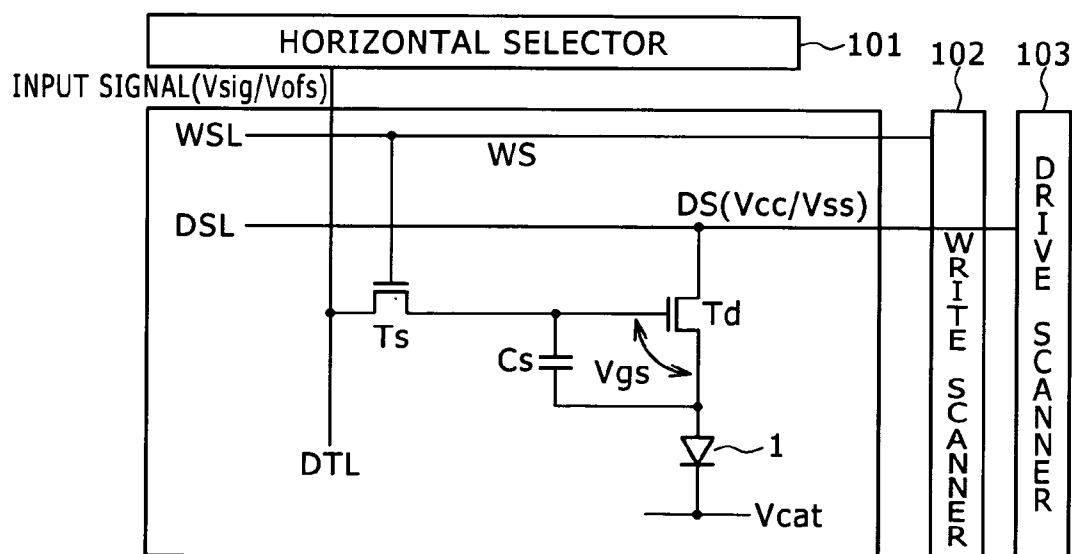 HORIZONTAL SELECTOR
101
102
103
INPUT SIGNAL(Vsig/Vofs)
WSL
WS
DSL
DS(Vcc/Vss)
Ts
Td
Cs
Vgs
1
DTL
Vcat
WRITE SCANNER
DRIVE SCANNER